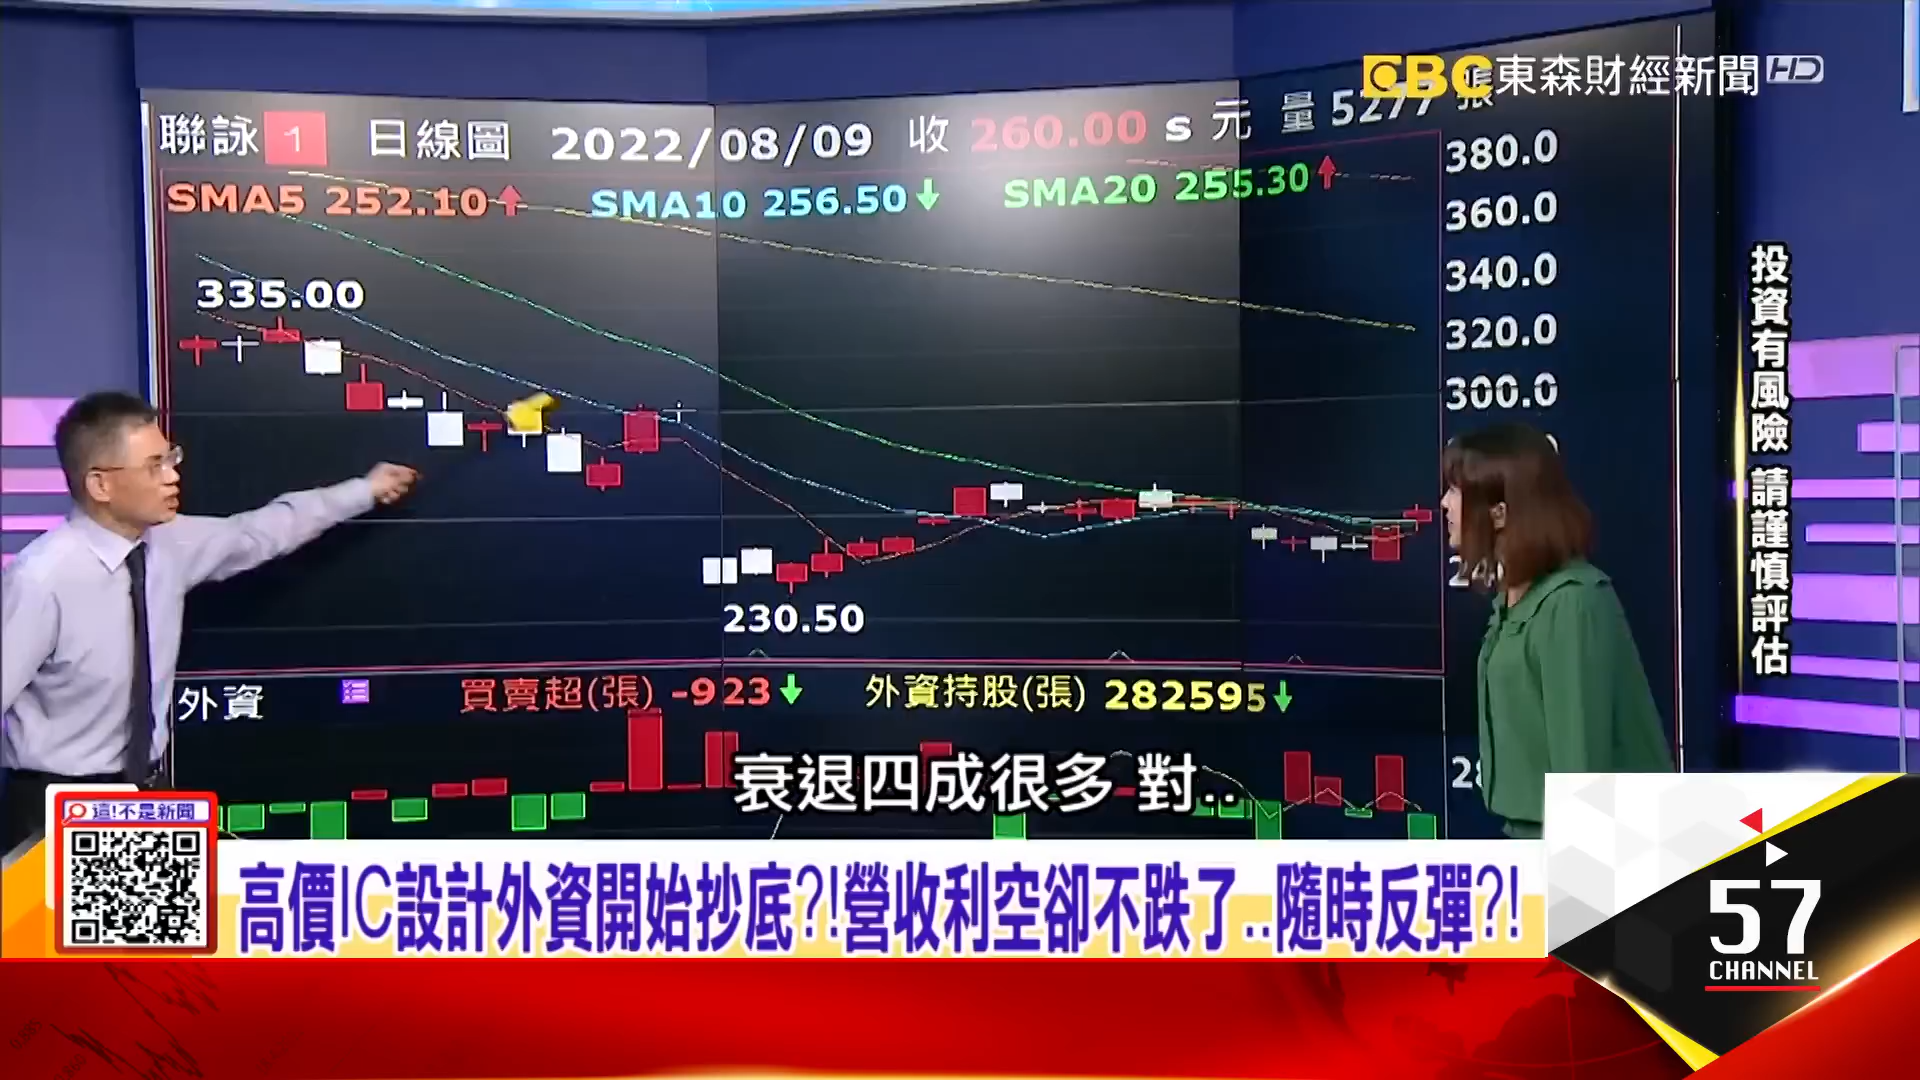 EBC東森財經新聞HD
聯詠 1 日線圖 2022/08/09 收 260.00 s 元 量 5277 張
SMA5 252.10↑ SMA10 256.50↓ SMA20 255.30↑
380.0
360.0
340.0
320.0
300.0
335.00
230.50
外資 買賣超(張) -923↓ 外資持股(張) 282595↓
投資有風險 請謹慎評估
衰退四成很多 對..
這!不是新聞
高價IC設計外資開始抄底?!營收利空卻不跌了..隨時反彈?!
57
CHANNEL